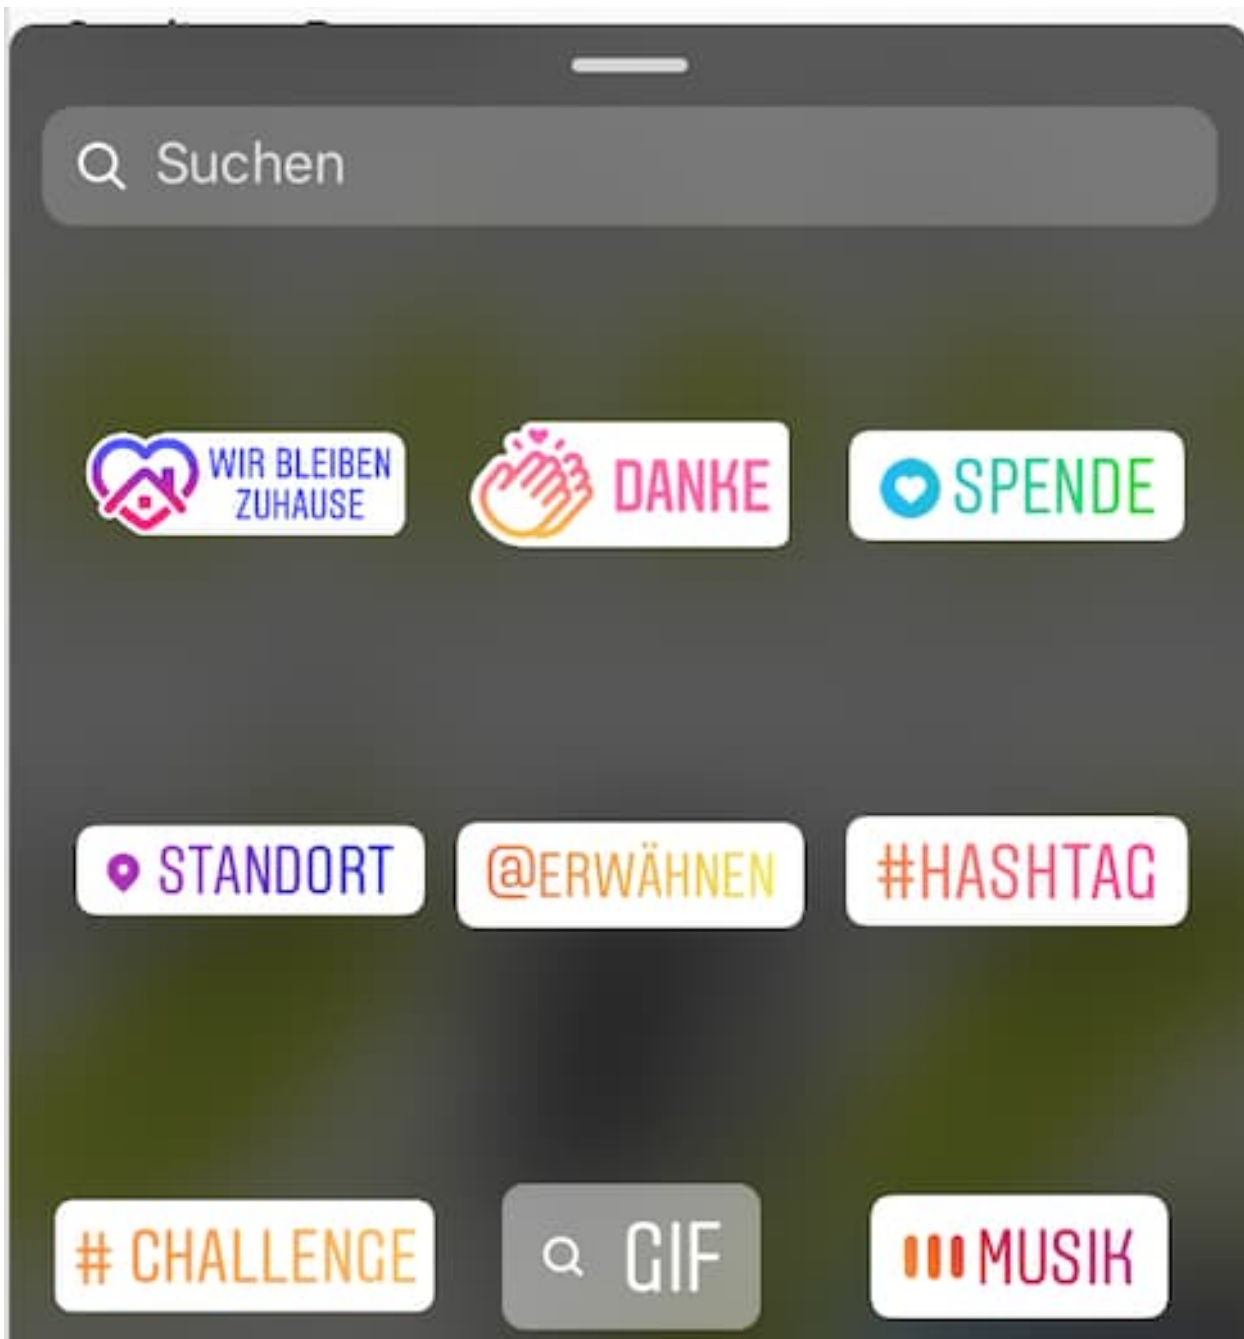 Suchen
WIR BLEIBEN
ZUHAUSE
DANKE
SPENDE
STANDORT
@ERWÄHNEN
#HASHTAG
# CHALLENGE
GIF
MUSIK